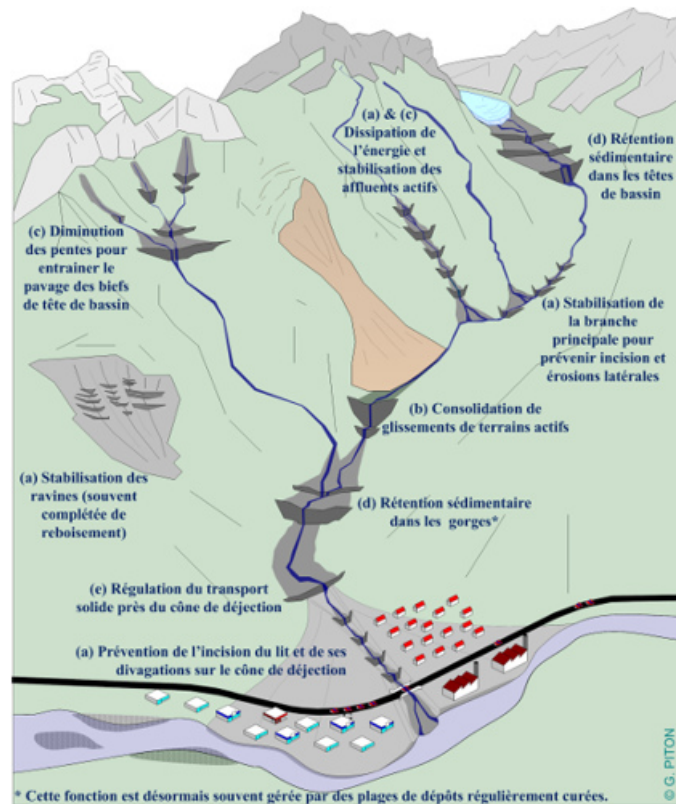 (a) & (c)
Dissipation de
l'énergie et
stabilisation des
affluents actifs
(d) Rétention
sédimentaire
dans les têtes
de bassin
(c) Diminution
des pentes pour
entrainer le
pavage des biefs
de tête de bassin
(a) Stabilisation de
la branche
principale pour
prévenir incision et
érosions latérales
(b) Consolidation de
glissements de terrains actifs
(a) Stabilisation des
ravines (souvent
complétée de
reboisement)
(d) Rétention sédimentaire
dans les gorges*
(e) Régulation du transport
solide près du cône de déjection
(a) Prévention de l'incision du lit et de ses
divagations sur le cône de déjection
* Cette fonction est désormais souvent gérée par des plages de dépôts régulièrement curées.
© G. PITON